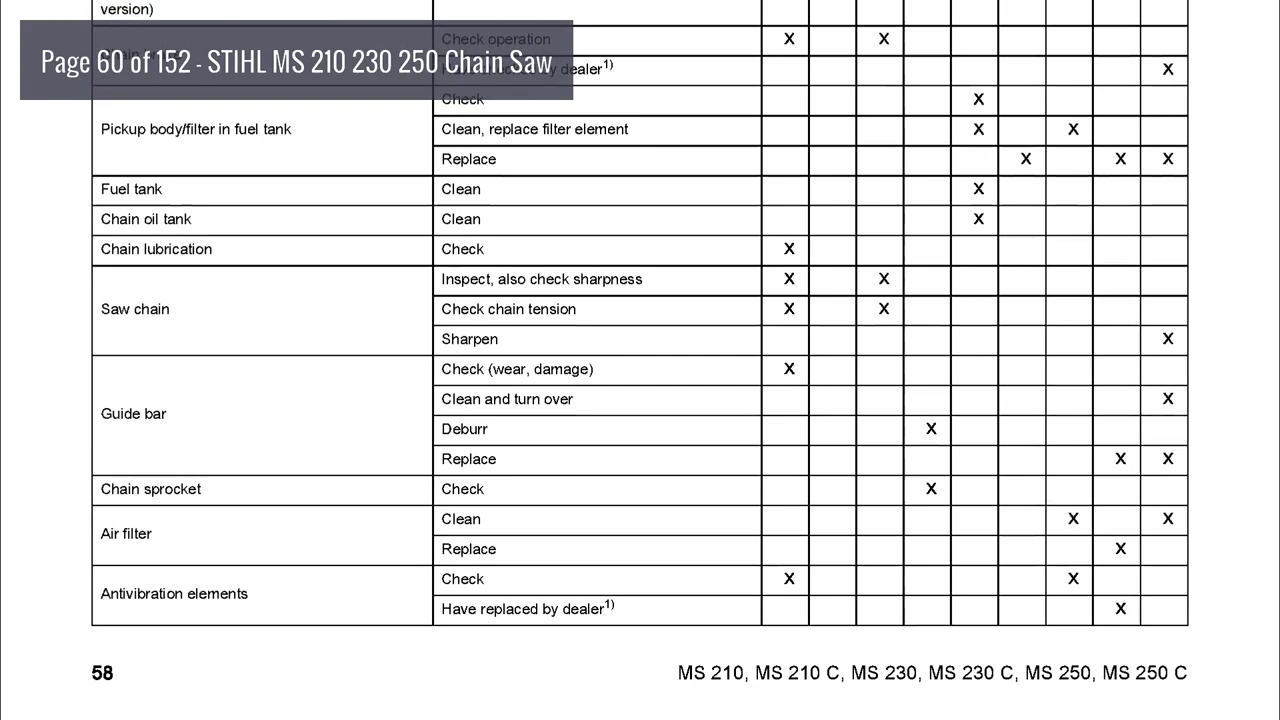 version)
Page 60 of 152 - STIHL MS 210 230 250 Chain Saw
Check operation X X
by dealer1) X
Pickup body/filter in fuel tank
Check X
Clean, replace filter element X X
Replace X X X
Fuel tank Clean X
Chain oil tank Clean X
Chain lubrication Check X
Saw chain
Inspect, also check sharpness X X
Check chain tension X X
Sharpen X
Guide bar
Check (wear, damage) X
Clean and turn over X
Deburr X
Replace X X
Chain sprocket Check X
Air filter
Clean X X
Replace X
Antivibration elements
Check X X
Have replaced by dealer1) X
58 MS 210, MS 210 C, MS 230, MS 230 C, MS 250, MS 250 C